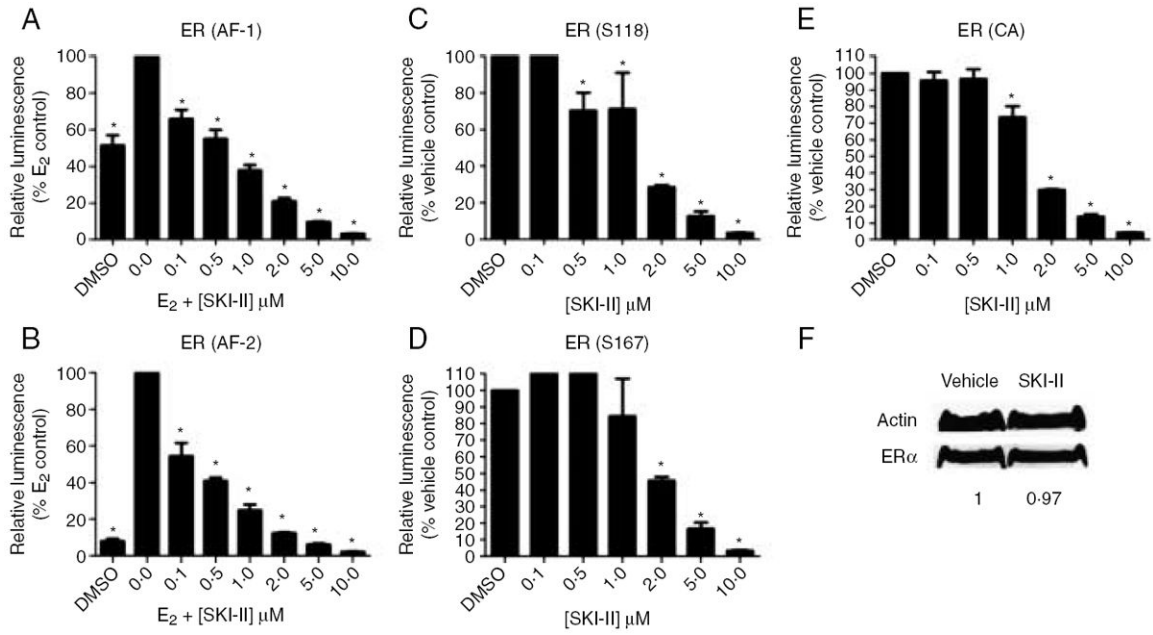 A
ER (AF-1)
Relative luminescence
(% E2 control)
100
80
60
40
20
0
* * * * * * *
DMSO 0·0 0·1 0·5 1·0 2·0 5·0 10·0
E2 + [SKI-II] μM
C
ER (S118)
Relative luminescence
(% vehicle control)
100
80
60
40
20
0
* * * * *
DMSO 0·1 0·5 1·0 2·0 5·0 10·0
[SKI-II] μM
E
ER (CA)
Relative luminescence
(% vehicle control)
110
100
90
80
70
60
50
40
30
20
10
0
* * * *
DMSO 0·1 0·5 1·0 2·0 5·0 10·0
[SKI-II] μM
B
ER (AF-2)
Relative luminescence
(% E2 control)
100
80
60
40
20
0
* * * * * * *
DMSO 0·0 0·1 0·5 1·0 2·0 5·0 10·0
E2 + [SKI-II] μM
D
ER (S167)
Relative luminescence
(% vehicle control)
110
100
90
80
70
60
50
40
30
20
10
0
* * *
DMSO 0·1 0·5 1·0 2·0 5·0 10·0
[SKI-II] μM
F
Vehicle SKI-II
Actin
ERα
1 0·97